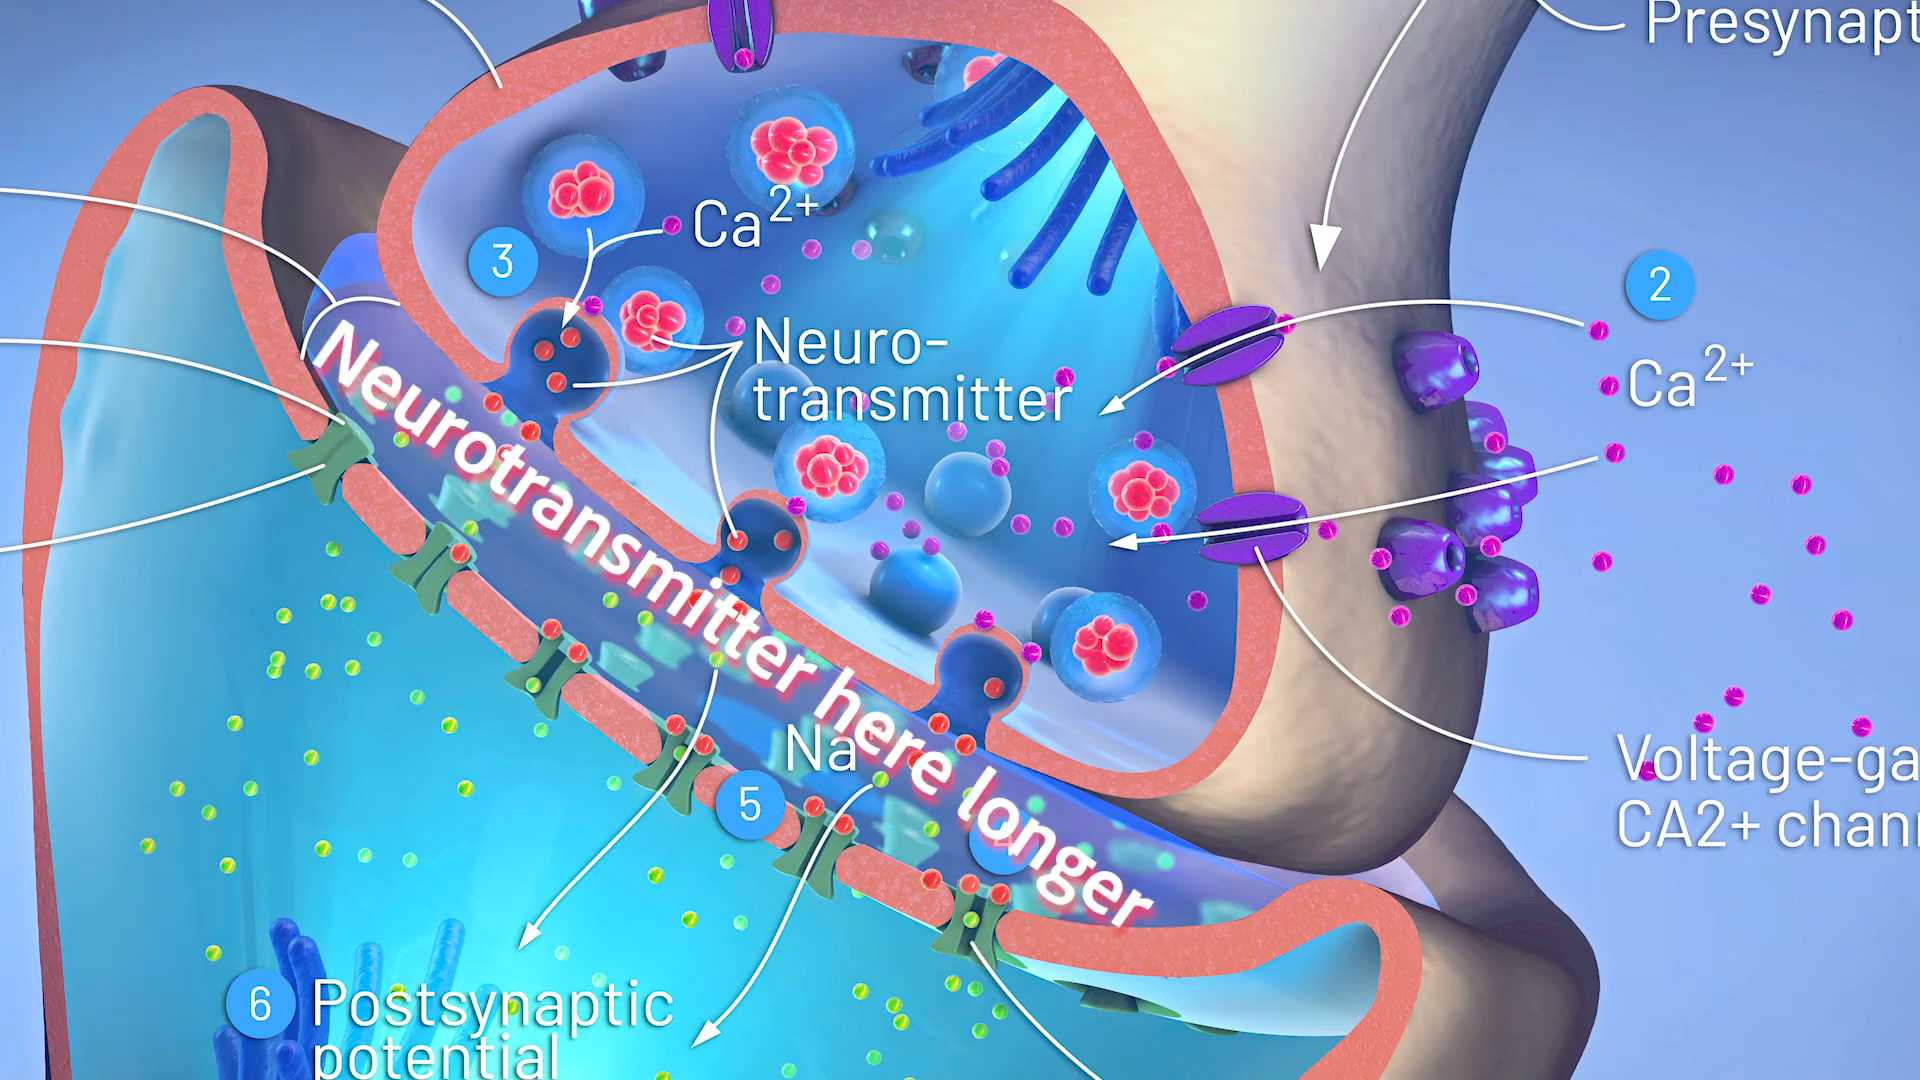 Presynapt
Ca2+
3
2
Neuro-
transmitter
Ca2+
Neurotransmitter here longer
Na
Voltage-ga
CA2+ chan
5
6
Postsynaptic
potential